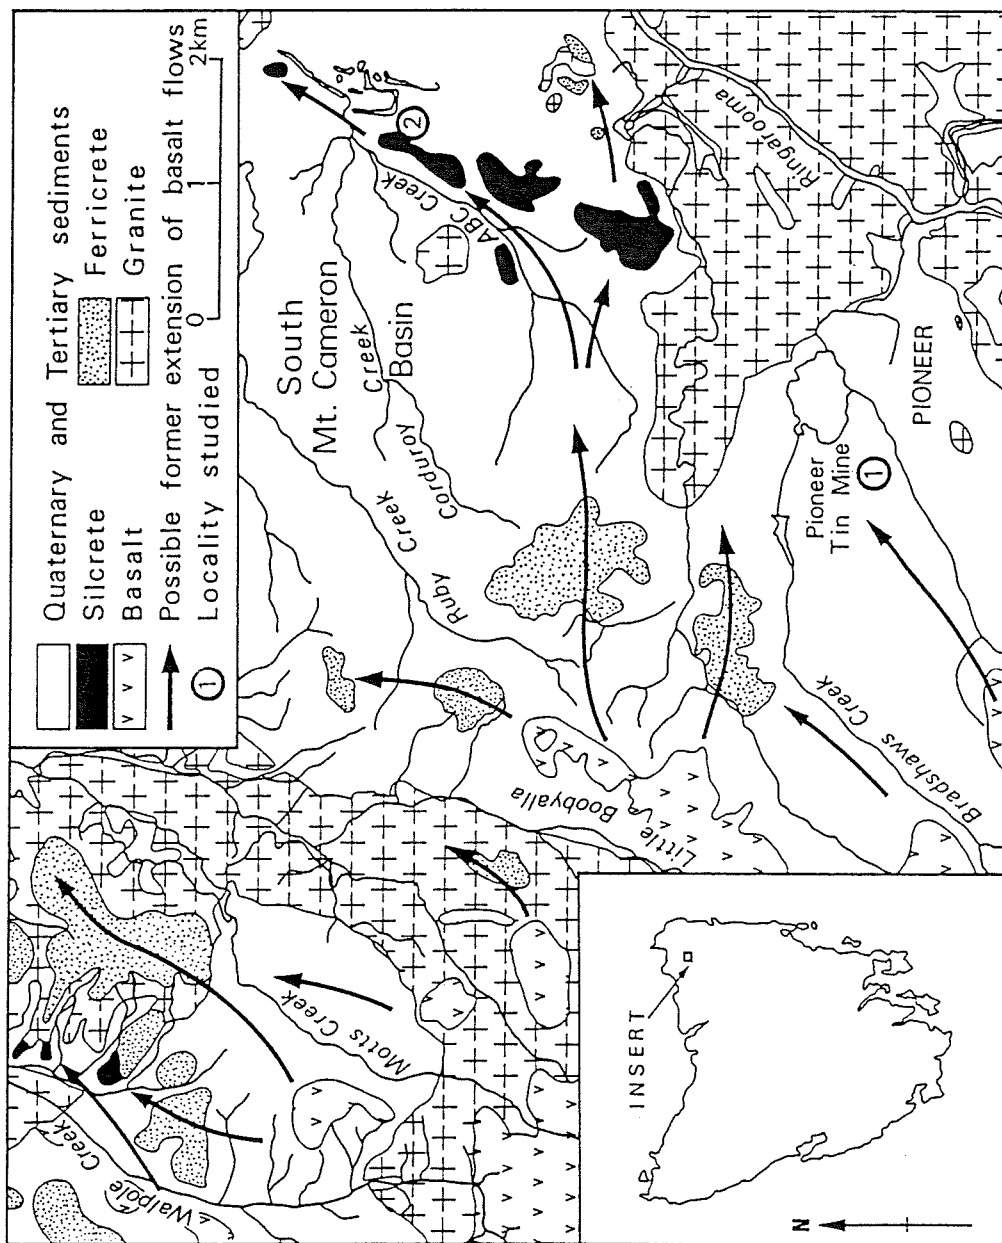 Quaternary and Tertiary sediments
Silcrete
Ferricrete
Basalt
Granite
Possible former extension of basalt flows
1 Locality studied
0 1 2km
Walpole Creek
Motts Creek
Little Boobyalla
Ruby Creek
Corduroy Creek
South
Mt. Cameron
Basin
ABC Creek
2
Ringarooma
Bradshaws Creek
Pioneer
Tin Mine
1
PIONEER
INSERT
N